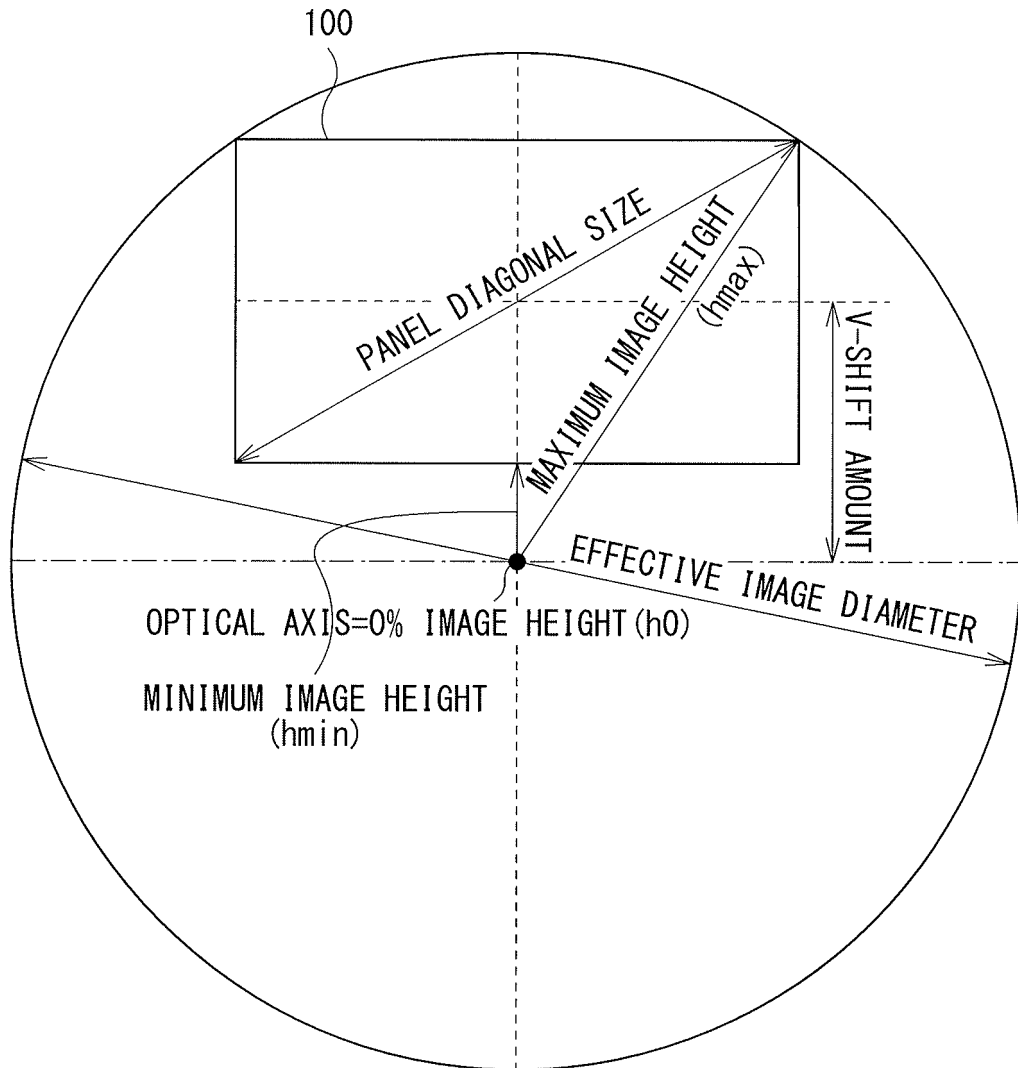 100
PANEL DIAGONAL SIZE
MAXIMUM IMAGE HEIGHT
(hmax)
V-SHIFT AMOUNT
EFFECTIVE IMAGE DIAMETER
OPTICAL AXIS=0% IMAGE HEIGHT(h0)
MINIMUM IMAGE HEIGHT
(hmin)